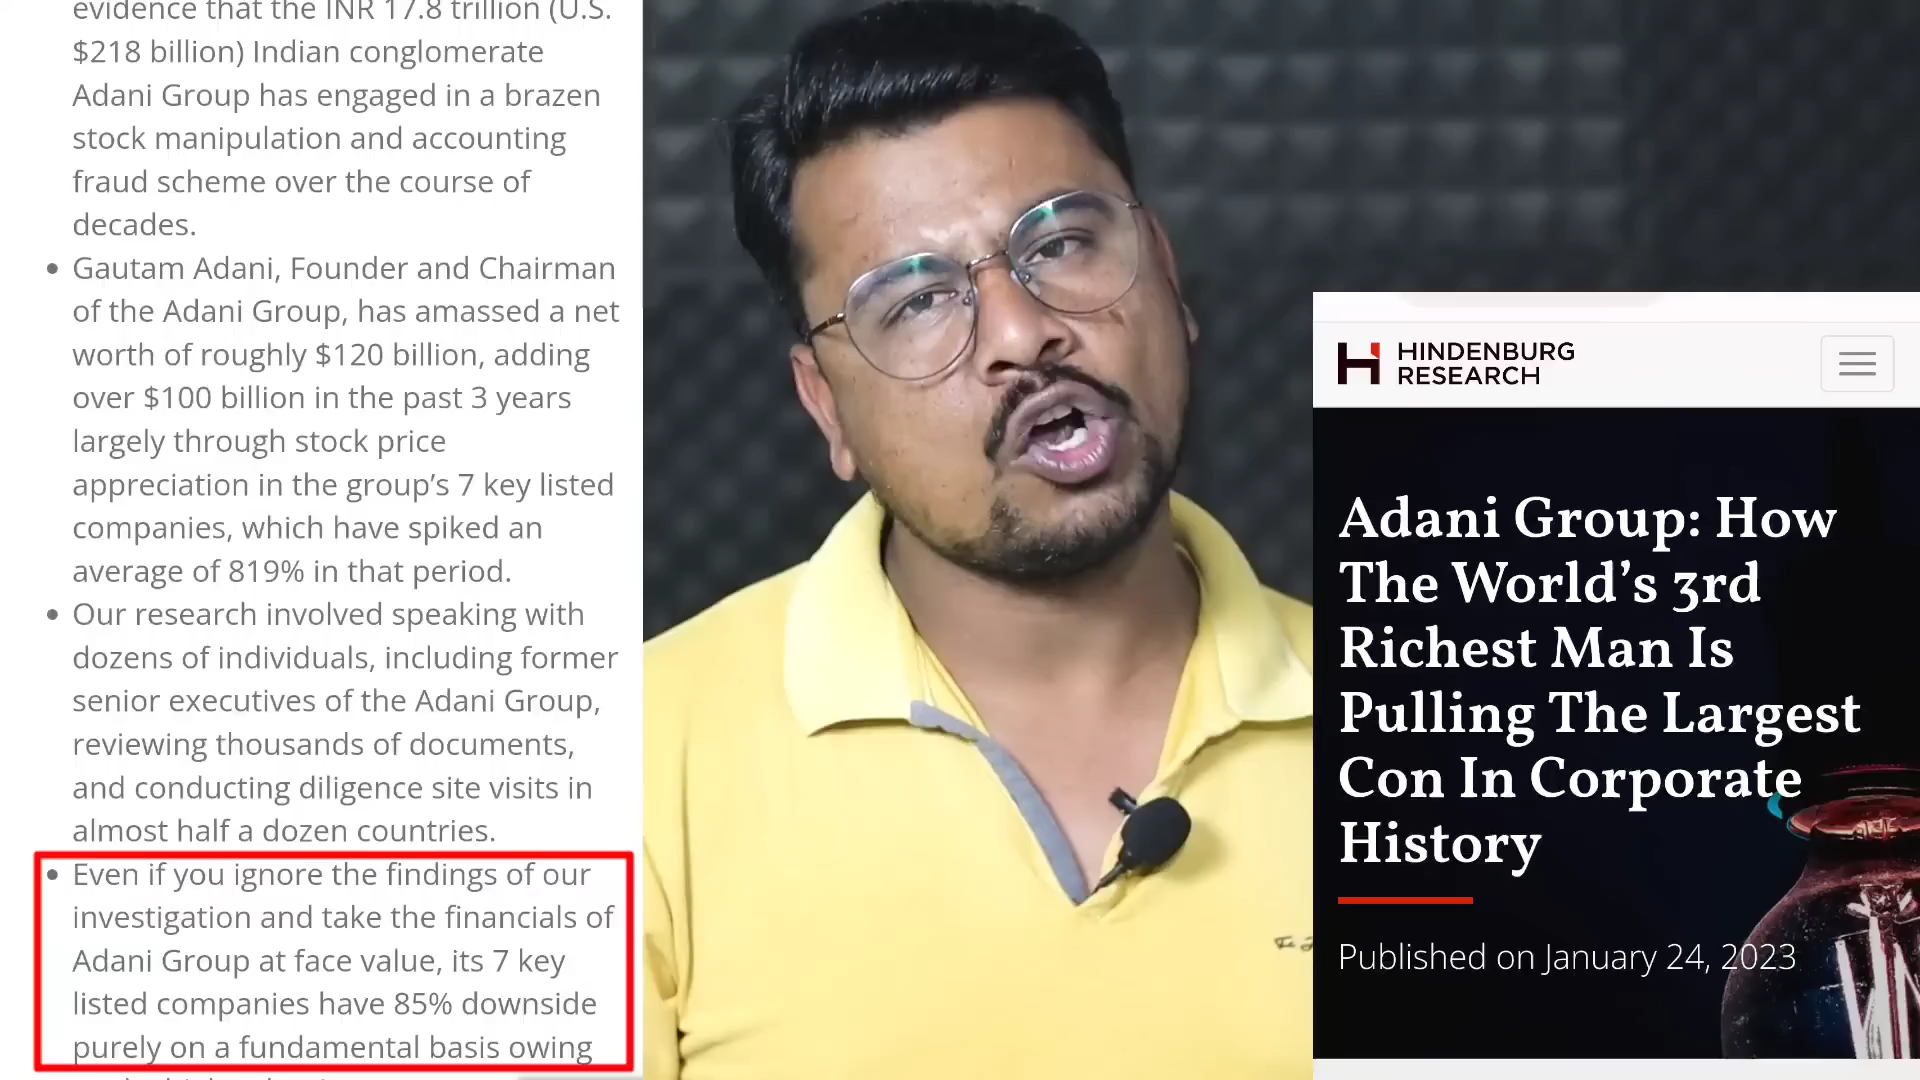 evidence that the INR 17.8 trillion (U.S.
$218 billion) Indian conglomerate
Adani Group has engaged in a brazen
stock manipulation and accounting
fraud scheme over the course of
decades.
• Gautam Adani, Founder and Chairman
of the Adani Group, has amassed a net
worth of roughly $120 billion, adding
over $100 billion in the past 3 years
largely through stock price
appreciation in the group’s 7 key listed
companies, which have spiked an
average of 819% in that period.
• Our research involved speaking with
dozens of individuals, including former
senior executives of the Adani Group,
reviewing thousands of documents,
and conducting diligence site visits in
almost half a dozen countries.
• Even if you ignore the findings of our
investigation and take the financials of
Adani Group at face value, its 7 key
listed companies have 85% downside
purely on a fundamental basis owing
HINDENBURG
RESEARCH
Adani Group: How
The World’s 3rd
Richest Man Is
Pulling The Largest
Con In Corporate
History
Published on January 24, 2023